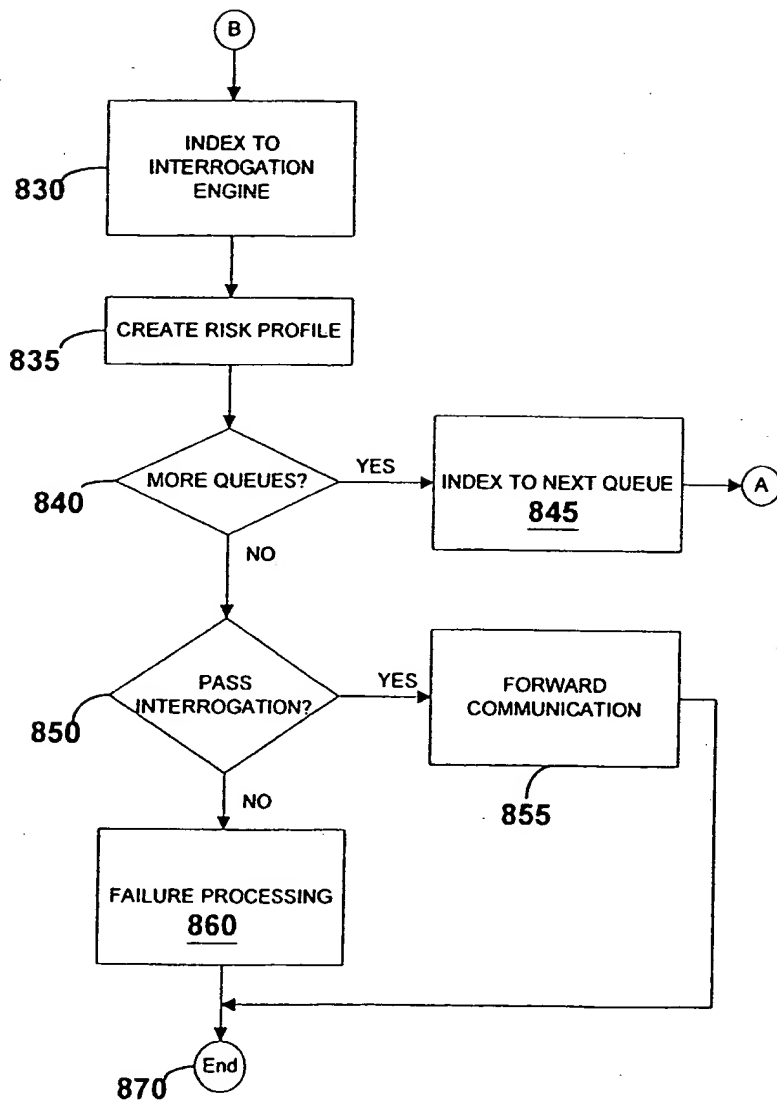 B
INDEX TO
INTERROGATION
ENGINE
830
CREATE RISK PROFILE
835
MORE QUEUES?
840
YES
INDEX TO NEXT QUEUE
845
A
NO
PASS
INTERROGATION?
850
YES
FORWARD
COMMUNICATION
855
NO
FAILURE PROCESSING
860
End
870